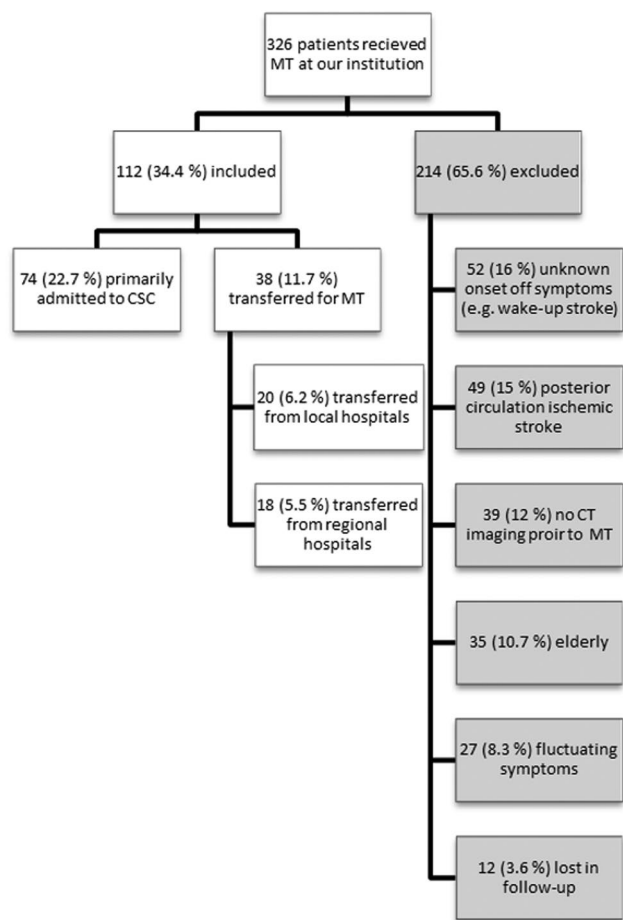 326 patients recieved
MT at our institution
112 (34.4 %) included
214 (65.6 %) excluded
74 (22.7 %) primarily
admitted to CSC
38 (11.7 %)
transferred for MT
20 (6.2 %) transferred
from local hospitals
18 (5.5 %) transferred
from regional
hospitals
52 (16 %) unknown
onset off symptoms
(e.g. wake-up stroke)
49 (15 %) posterior
circulation ischemic
stroke
39 (12 %) no CT
imaging proir to MT
35 (10.7 %) elderly
27 (8.3 %) fluctuating
symptoms
12 (3.6 %) lost in
follow-up